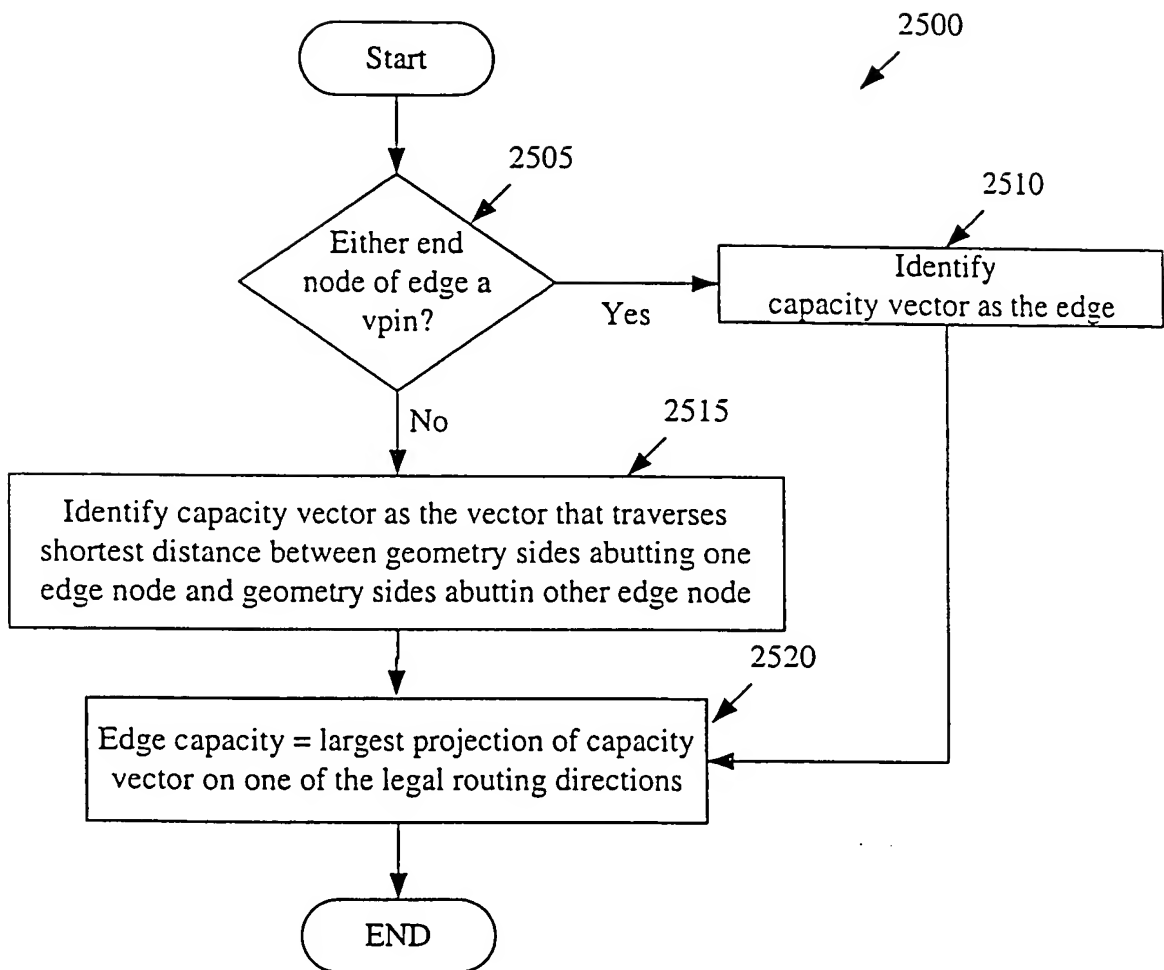 2500
Start
2505
Either end
node of edge a
vpin?
2510
Identify
capacity vector as the edge
Yes
No
2515
Identify capacity vector as the vector that traverses
shortest distance between geometry sides abutting one
edge node and geometry sides abuttin other edge node
2520
Edge capacity = largest projection of capacity
vector on one of the legal routing directions
END